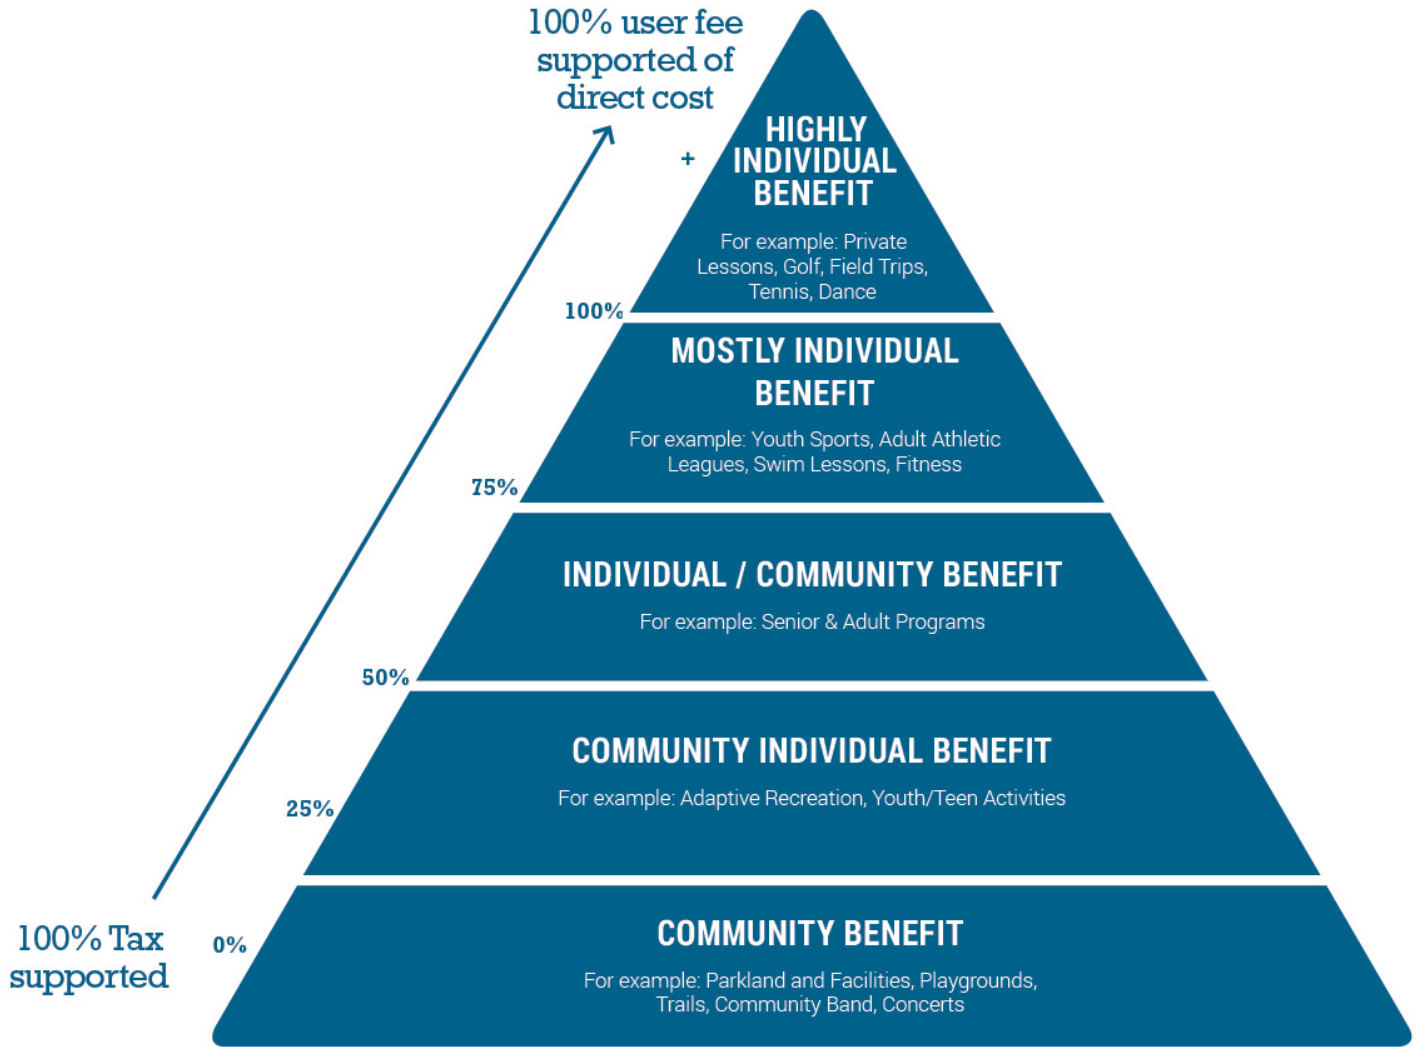 100% user fee
supported of
direct cost
+
HIGHLY
INDIVIDUAL
BENEFIT
For example: Private
Lessons, Golf, Field Trips,
Tennis, Dance
100%
MOSTLY INDIVIDUAL
BENEFIT
For example: Youth Sports, Adult Athletic
Leagues, Swim Lessons, Fitness
75%
INDIVIDUAL / COMMUNITY BENEFIT
For example: Senior & Adult Programs
50%
COMMUNITY INDIVIDUAL BENEFIT
For example: Adaptive Recreation, Youth/Teen Activities
25%
100% Tax
supported
0%
COMMUNITY BENEFIT
For example: Parkland and Facilities, Playgrounds,
Trails, Community Band, Concerts